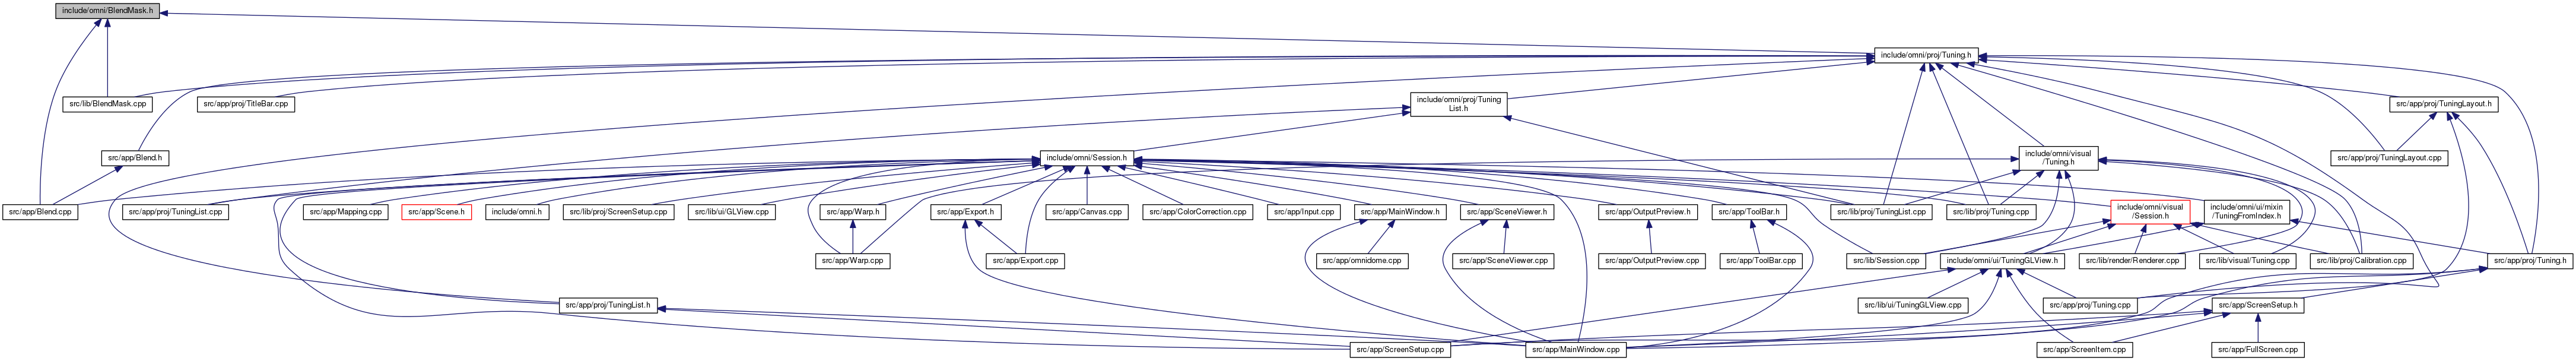 include/omni/BlendMask.h
include/omni/proj/Tuning.h
src/lib/BlendMask.cpp
src/app/proj/TitleBar.cpp
include/omni/proj/Tuning
List.h
src/app/proj/TuningLayout.h
src/app/Blend.h
include/omni/Session.h
include/omni/visual
/Tuning.h
src/app/proj/TuningLayout.cpp
src/app/Blend.cpp
src/app/proj/TuningList.cpp
src/app/Mapping.cpp
src/app/Scene.h
include/omni.h
src/lib/proj/ScreenSetup.cpp
src/lib/ui/GLView.cpp
src/app/Warp.h
src/app/Export.h
src/app/Canvas.cpp
src/app/ColorCorrection.cpp
src/app/Input.cpp
src/app/MainWindow.h
src/app/SceneViewer.h
src/app/OutputPreview.h
src/app/ToolBar.h
src/lib/proj/TuningList.cpp
src/lib/proj/Tuning.cpp
include/omni/visual
/Session.h
include/omni/ui/mixin
/TuningFromIndex.h
src/app/Warp.cpp
src/app/Export.cpp
src/app/omnidome.cpp
src/app/SceneViewer.cpp
src/app/OutputPreview.cpp
src/app/ToolBar.cpp
src/lib/Session.cpp
include/omni/ui/TuningGLView.h
src/lib/render/Renderer.cpp
src/lib/visual/Tuning.cpp
src/lib/proj/Calibration.cpp
src/app/proj/Tuning.h
src/app/proj/TuningList.h
src/lib/ui/TuningGLView.cpp
src/app/proj/Tuning.cpp
src/app/ScreenSetup.h
src/app/ScreenSetup.cpp
src/app/MainWindow.cpp
src/app/ScreenItem.cpp
src/app/FullScreen.cpp